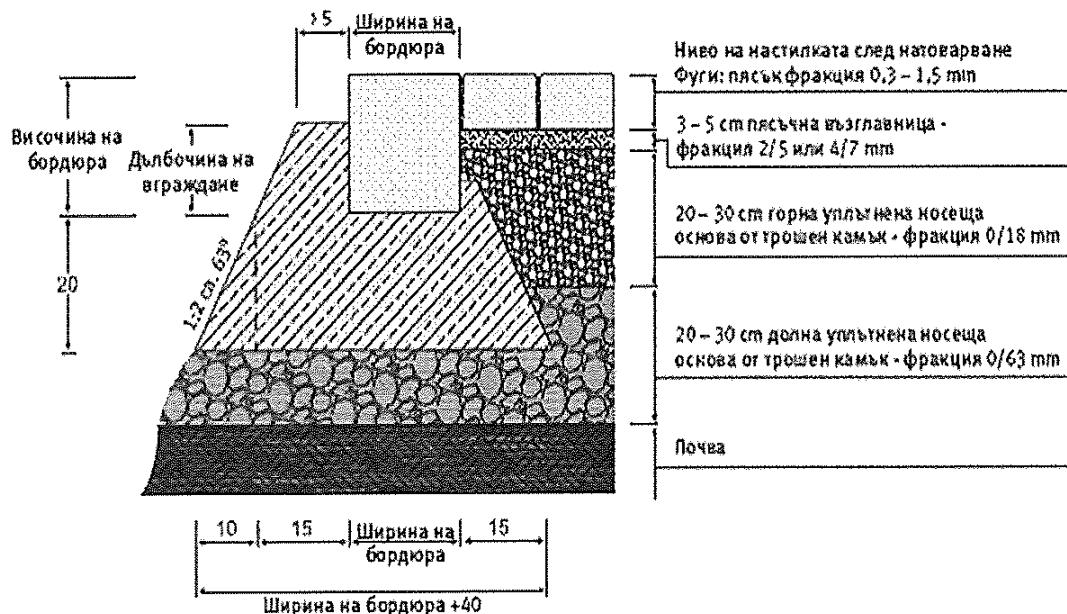 >5
Ширина на
бордюра
Височина на
бордюра
Дълбочина на
вграждане
20
1:2 сп. 63°
Ниво на настилката след натоварване
Фуги: пясък фракция 0,3 – 1,5 mm
3 – 5 cm пясъчна възглавница -
фракция 2/5 или 4/7 mm
20 – 30 cm горна уплътнена носеща
основа от трошен камък - фракция 0/18 mm
20 – 30 cm долна уплътнена носеща
основа от трошен камък - фракция 0/63 mm
Почва
10
15
Ширина на
бордюра
15
Ширина на бордюра +40